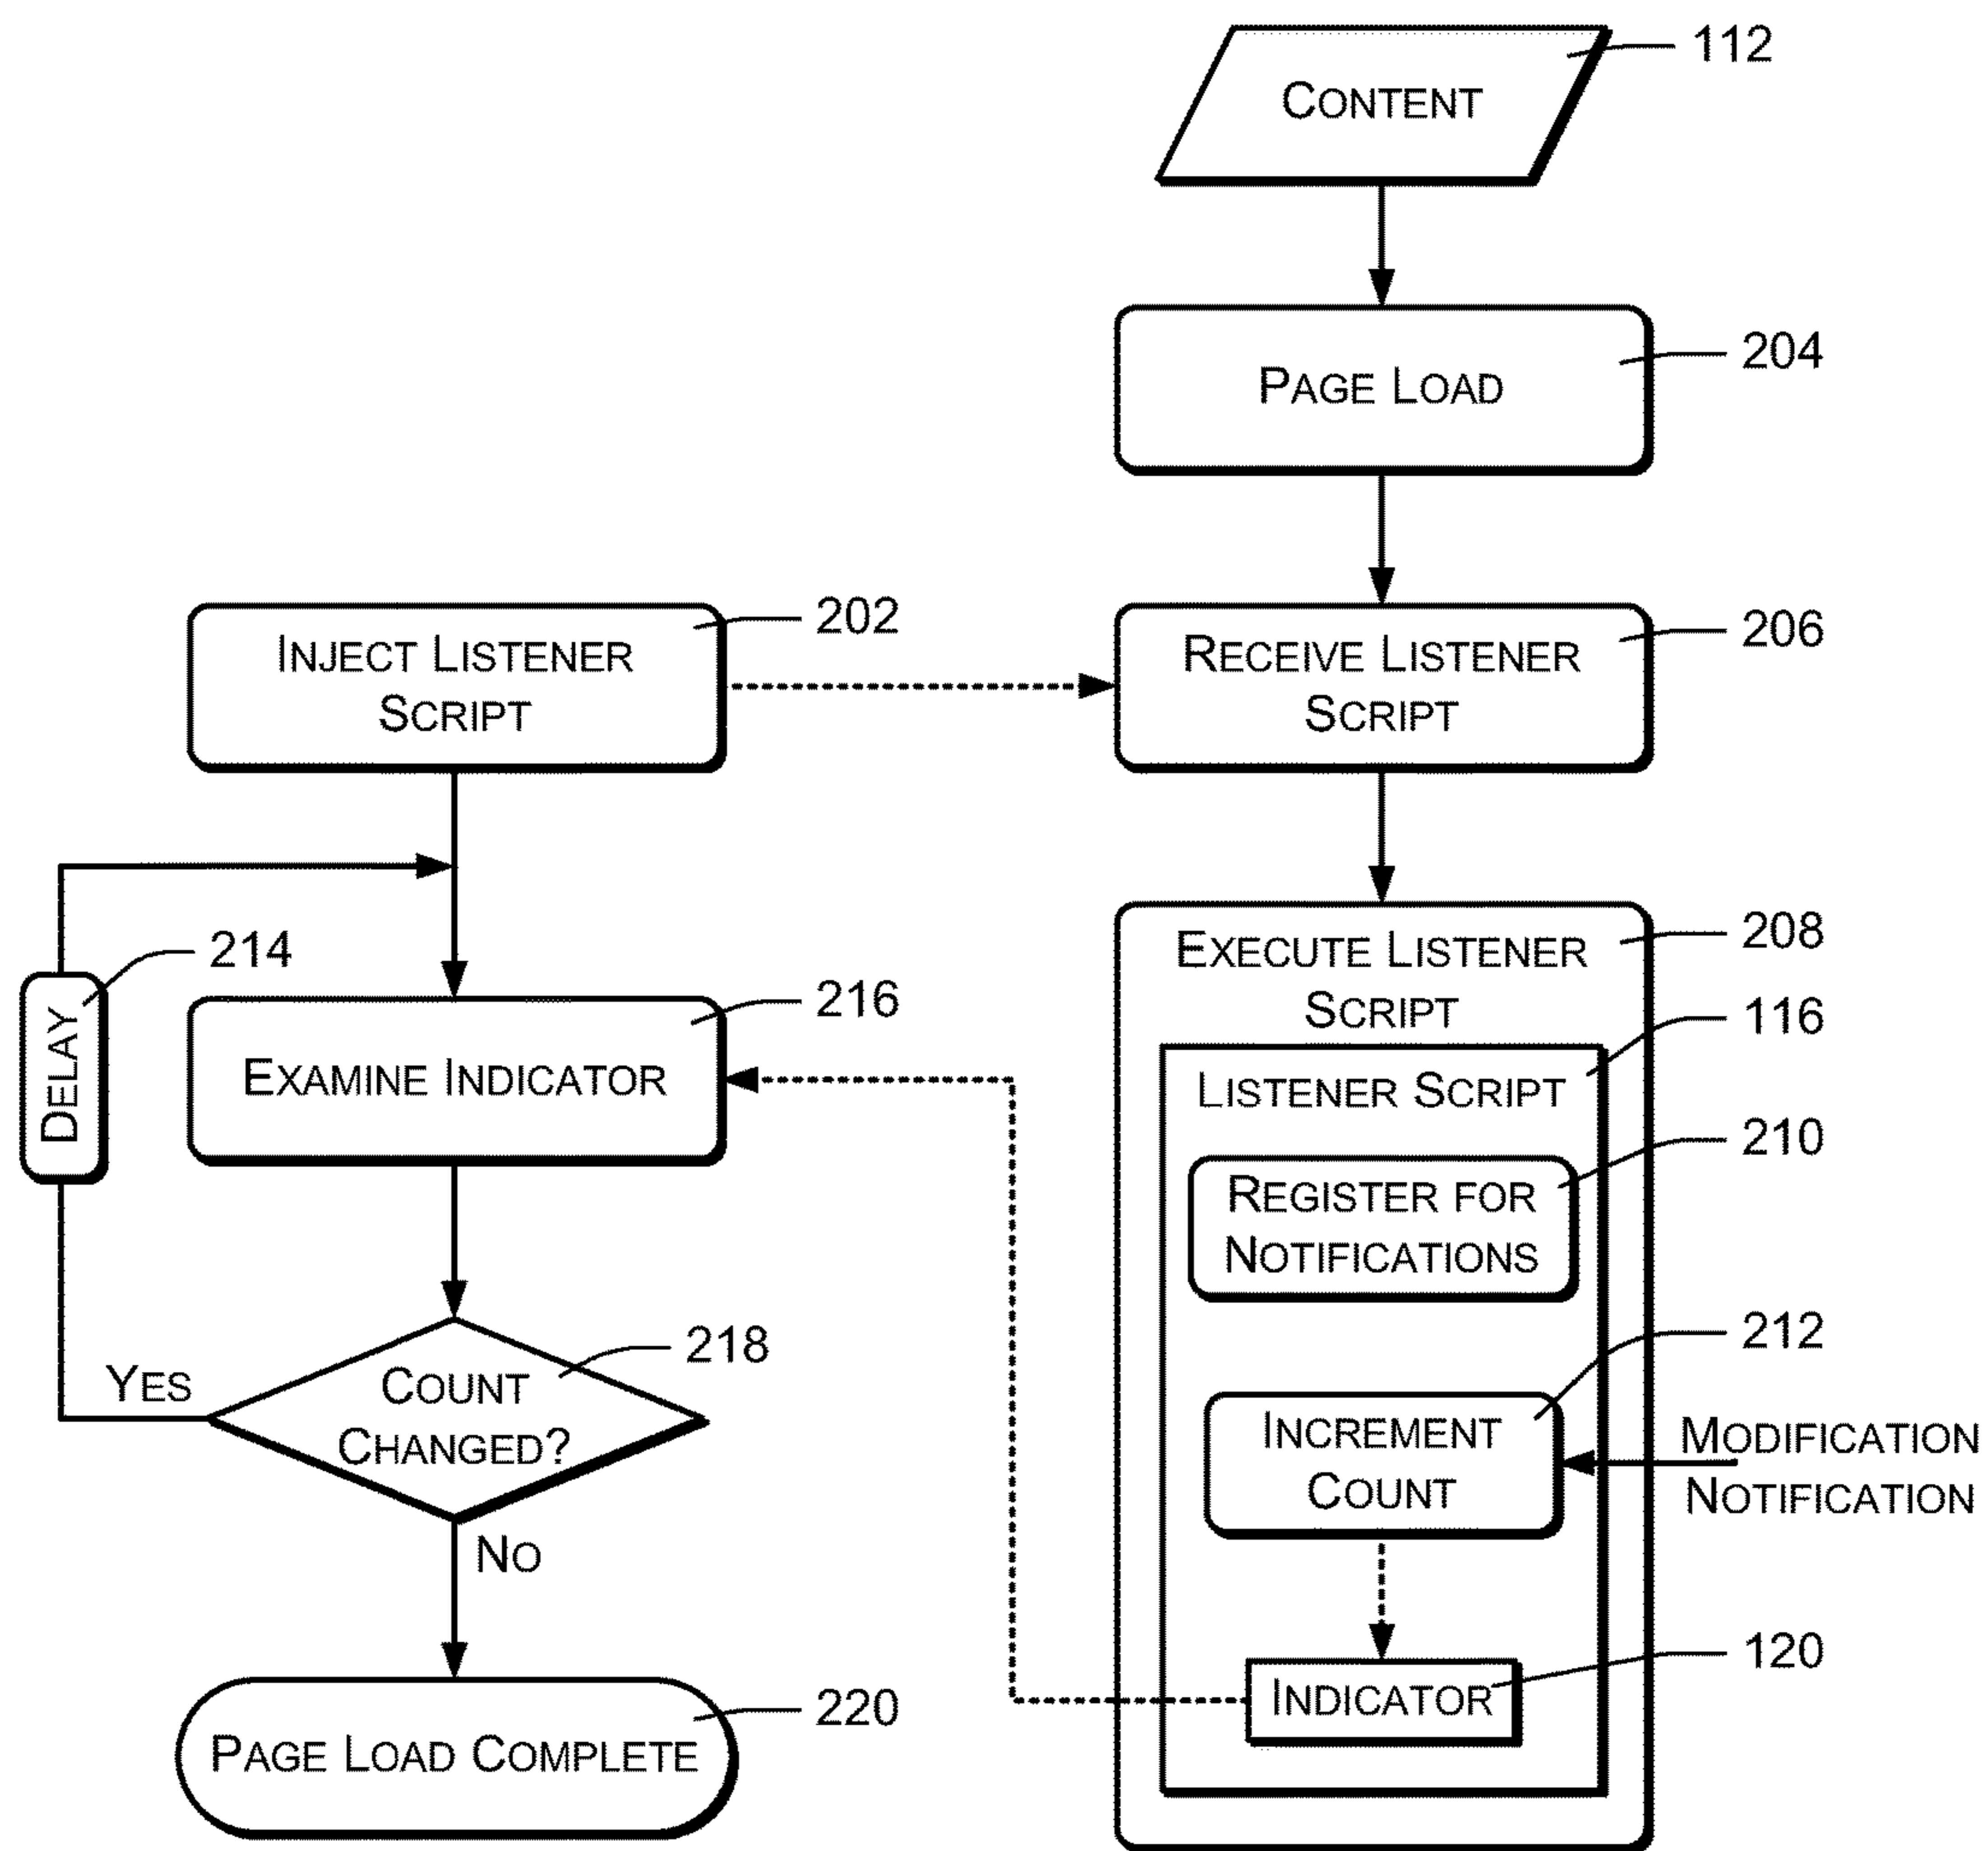 CONTENT
112
PAGE LOAD
204
INJECT LISTENER
SCRIPT
202
RECEIVE LISTENER
SCRIPT
206
DELAY
214
EXAMINE INDICATOR
216
EXECUTE LISTENER
SCRIPT
208
LISTENER SCRIPT
116
REGISTER FOR
NOTIFICATIONS
210
COUNT
CHANGED?
218
YES
NO
INCREMENT
COUNT
212
MODIFICATION
NOTIFICATION
INDICATOR
120
PAGE LOAD COMPLETE
220